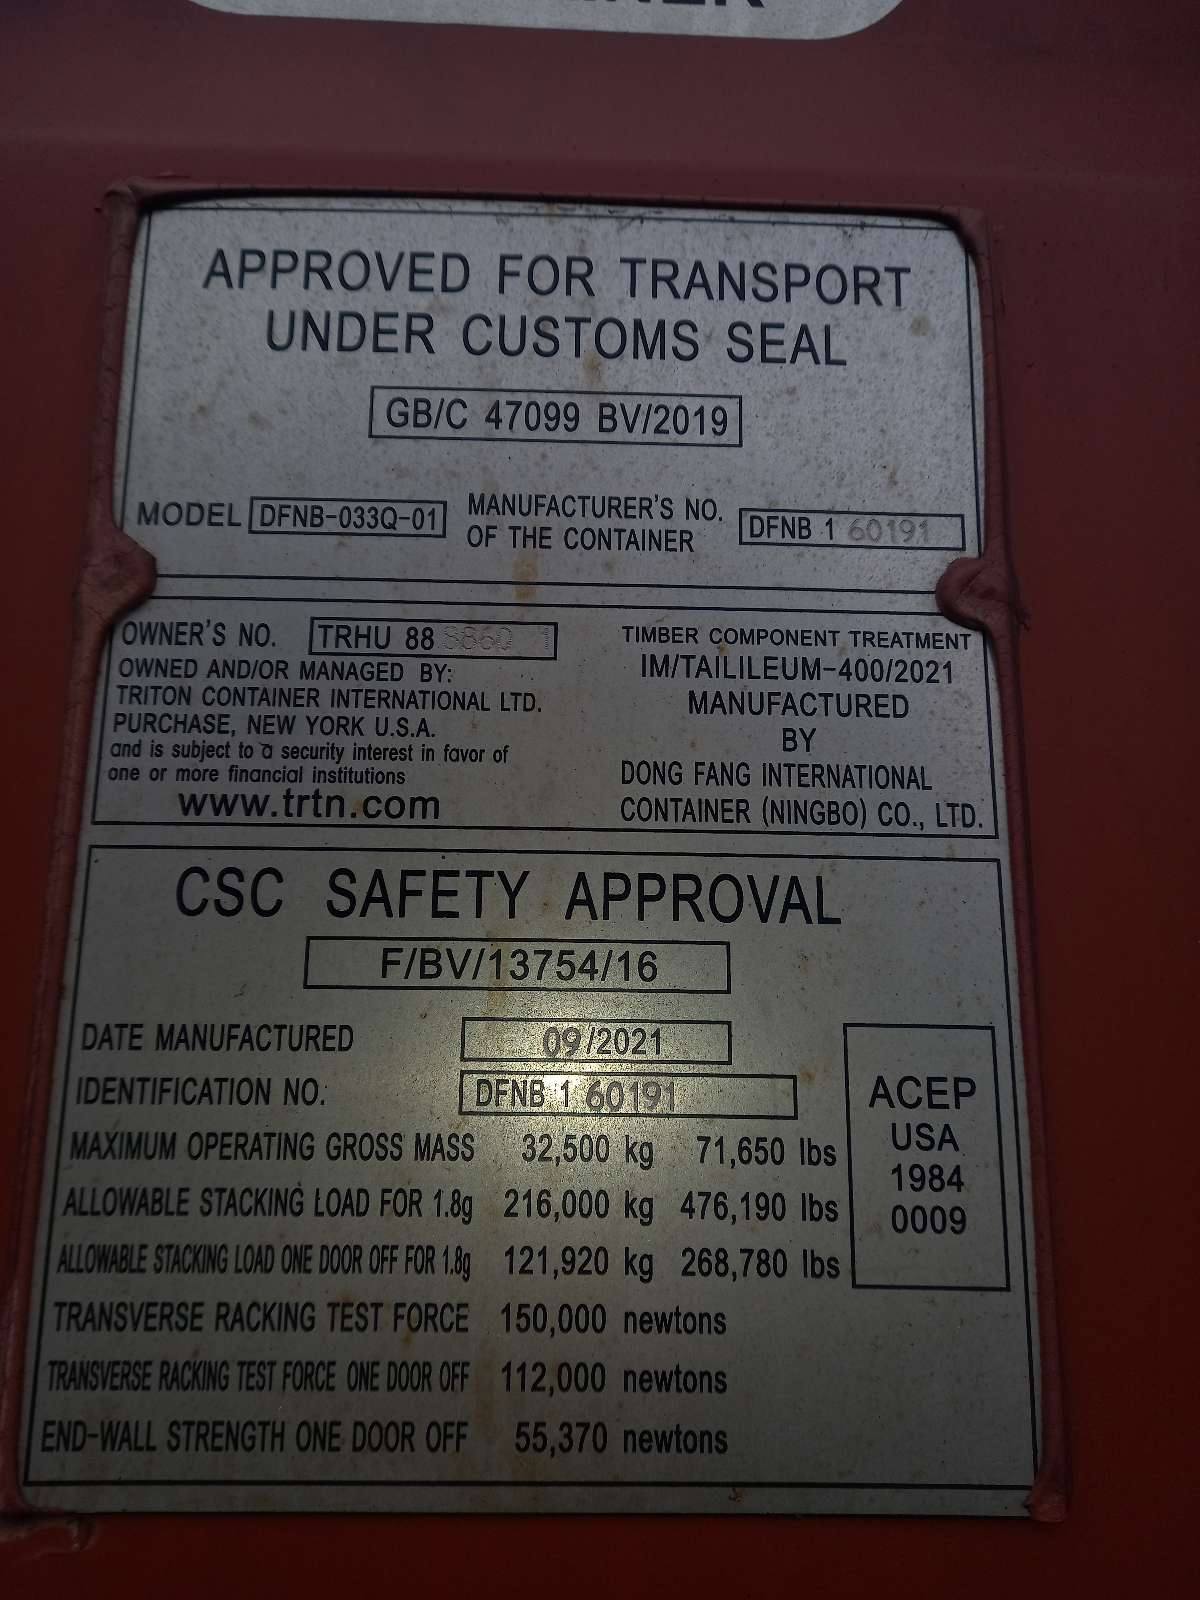 APPROVED FOR TRANSPORT
UNDER CUSTOMS SEAL
GB/C 47099 BV/2019
MODEL DFNB-033Q-01
MANUFACTURER'S NO.
OF THE CONTAINER
DFNB 1 60191
OWNER'S NO. TRHU 88
OWNED AND/OR MANAGED BY:
TRITON CONTAINER INTERNATIONAL LTD.
PURCHASE, NEW YORK U.S.A.
and is subject to a security interest in favor of
one or more financial institutions
www.trtn.com
TIMBER COMPONENT TREATMENT
IM/TAILILEUM-400/2021
MANUFACTURED
BY
DONG FANG INTERNATIONAL
CONTAINER (NINGBO) CO., LTD.
CSC SAFETY APPROVAL
F/BV/13754/16
DATE MANUFACTURED 09/2021
IDENTIFICATION NO. DFNB 1 60191
MAXIMUM OPERATING GROSS MASS 32,500 kg 71,650 lbs
ALLOWABLE STACKING LOAD FOR 1.8g 216,000 kg 476,190 lbs
ALLOWABLE STACKING LOAD ONE DOOR OFF FOR 1.8g 121,920 kg 268,780 lbs
TRANSVERSE RACKING TEST FORCE 150,000 newtons
TRANSVERSE RACKING TEST FORCE ONE DOOR OFF 112,000 newtons
END-WALL STRENGTH ONE DOOR OFF 55,370 newtons
ACEP
USA
1984
0009